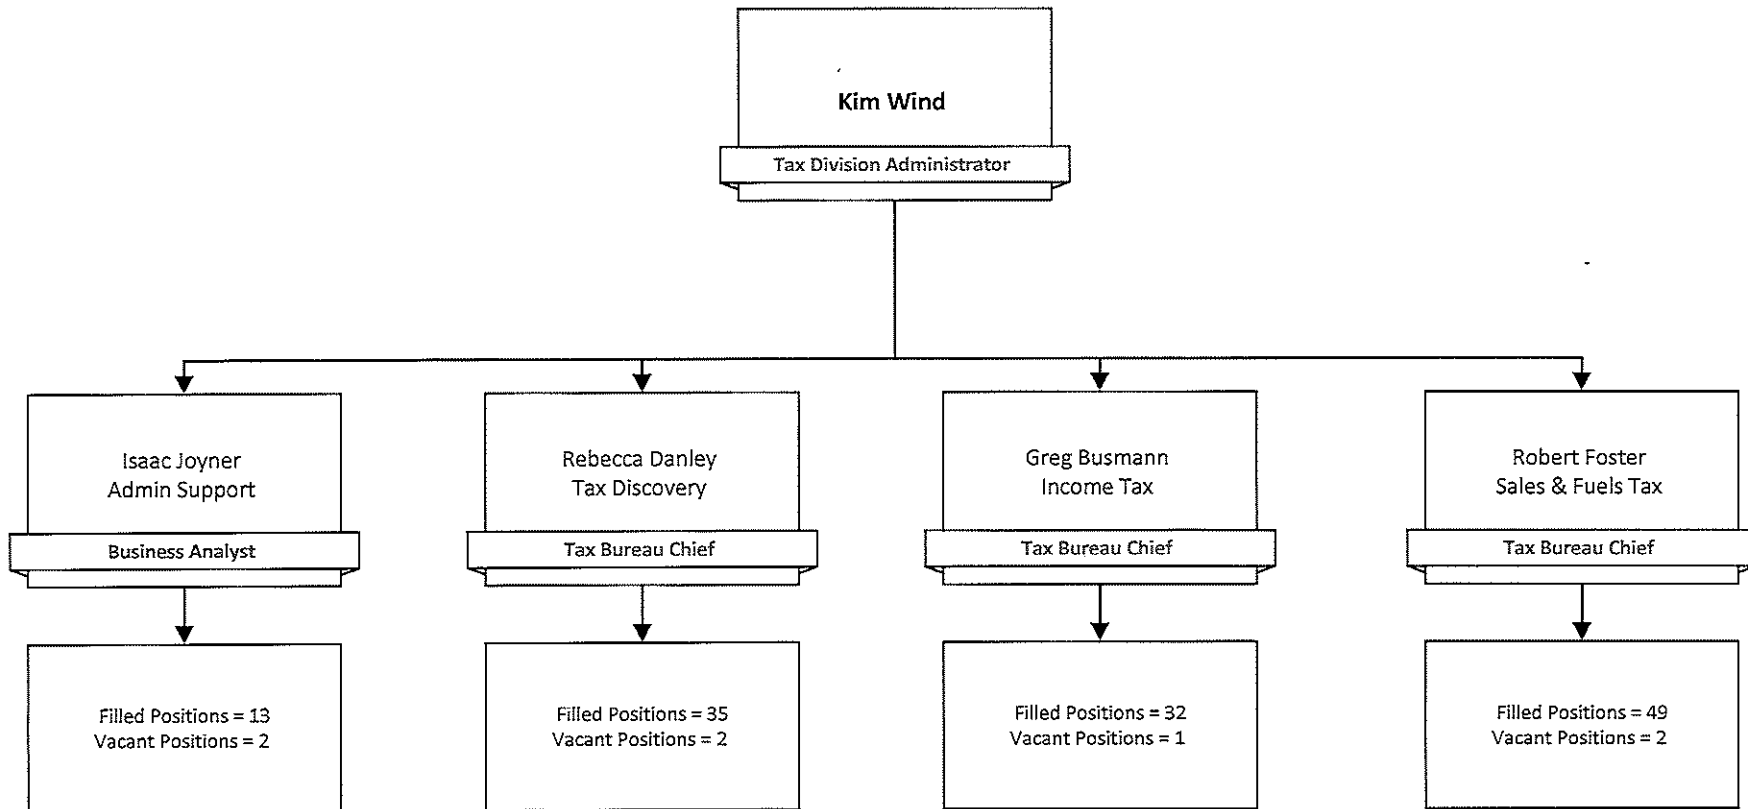 Kim Wind
Tax Division Administrator
Isaac Joyner
Admin Support
Business Analyst
Rebecca Danley
Tax Discovery
Tax Bureau Chief
Greg Busmann
Income Tax
Tax Bureau Chief
Robert Foster
Sales & Fuels Tax
Tax Bureau Chief
Filled Positions = 13
Vacant Positions = 2
Filled Positions = 35
Vacant Positions = 2
Filled Positions = 32
Vacant Positions = 1
Filled Positions = 49
Vacant Positions = 2